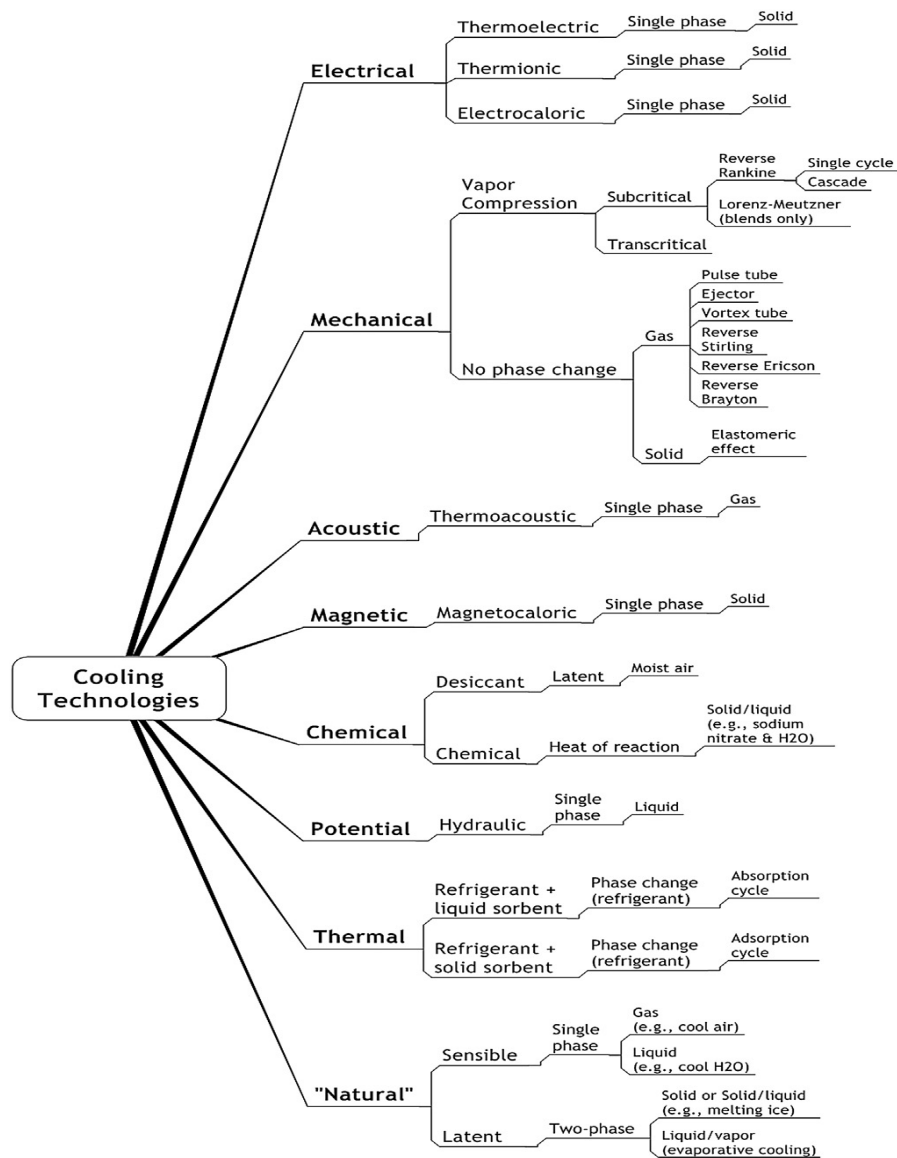 Cooling
Technologies
Electrical
Thermoelectric
Single phase
Solid
Thermionic
Single phase
Solid
Electrocaloric
Single phase
Solid
Mechanical
Vapor
Compression
Subcritical
Reverse
Rankine
Single cycle
Cascade
Lorenz-Meutzner
(blends only)
Transcritical
No phase change
Gas
Pulse tube
Ejector
Vortex tube
Reverse
Stirling
Reverse Ericson
Reverse
Brayton
Solid
Elastomeric
effect
Acoustic
Thermoacoustic
Single phase
Gas
Magnetic
Magnetocaloric
Single phase
Solid
Chemical
Desiccant
Latent
Moist air
Chemical
Heat of reaction
Solid/liquid
(e.g., sodium
nitrate & H2O)
Potential
Hydraulic
Single
phase
Liquid
Thermal
Refrigerant +
liquid sorbent
Phase change
(refrigerant)
Absorption
cycle
Refrigerant +
solid sorbent
Phase change
(refrigerant)
Adsorption
cycle
"Natural"
Sensible
Single
phase
Gas
(e.g., cool air)
Liquid
(e.g., cool H2O)
Latent
Two-phase
Solid or Solid/liquid
(e.g., melting ice)
Liquid/vapor
(evaporative cooling)